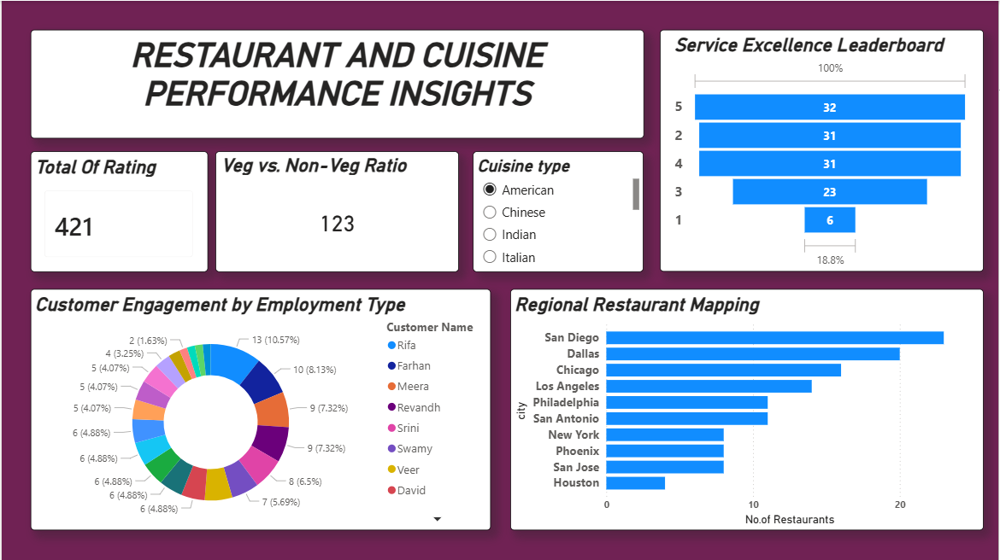 RESTAURANT AND CUISINE
PERFORMANCE INSIGHTS
Service Excellence Leaderboard
100%
5
32
2
31
4
31
3
23
1
6
18.8%
Total Of Rating
421
Veg vs. Non-Veg Ratio
123
Cuisine type
American
Chinese
Indian
Italian
Customer Engagement by Employment Type
13 (10.57%)
10 (8.13%)
9 (7.32%)
9 (7.32%)
8 (6.5%)
7 (5.69%)
6 (4.88%)
6 (4.88%)
6 (4.88%)
6 (4.88%)
6 (4.88%)
5 (4.07%)
5 (4.07%)
5 (4.07%)
4 (3.25%)
2 (1.63%)
Customer Name
Rifa
Farhan
Meera
Revandh
Srini
Swamy
Veer
David
Regional Restaurant Mapping
city
San Diego
Dallas
Chicago
Los Angeles
Philadelphia
San Antonio
New York
Phoenix
San Jose
Houston
0
10
20
No.of Restaurants